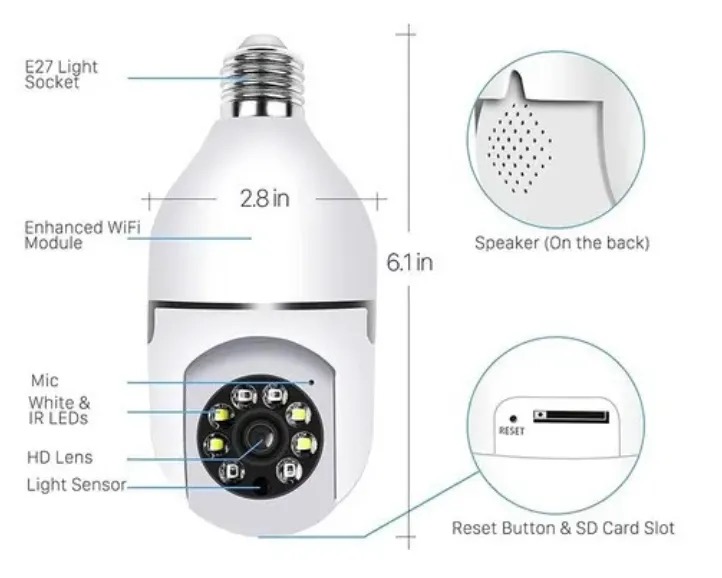 E27 Light
Socket
2.8 in
Enhanced WiFi
Module
6.1 in
Speaker (On the back)
Mic
White &
IR LEDs
HD Lens
Light Sensor
RESET
Reset Button & SD Card Slot